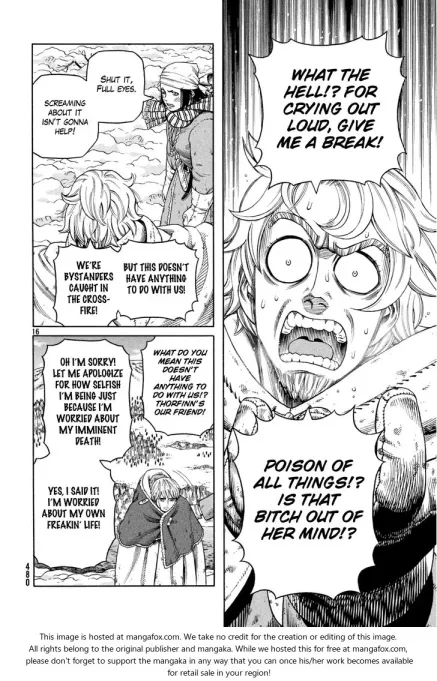 WHAT THE
HELL!? FOR
CRYING OUT
LOUD, GIVE
ME A BREAK!
POISON OF
ALL THINGS!?
IS THAT
BITCH OUT OF
HER MIND!?
SHUT IT,
FULL EYES.
SCREAMING
ABOUT IT
ISN'T GONNA
HELP!
BUT THIS DOESN'T
HAVE ANYTHING
TO DO WITH US!
WE'RE
BYSTANDERS
CAUGHT IN
THE CROSS-
FIRE!
16
WHAT DO YOU
MEAN THIS
DOESN'T
HAVE
ANYTHING TO
DO WITH US!?
THORFINN'S
OUR FRIEND!
OH I'M SORRY!
LET ME APOLOGIZE
FOR HOW SELFISH
I'M BEING JUST
BECAUSE I'M
WORRIED ABOUT
MY IMMINENT
DEATH!
YES, I SAID IT!
I'M WORRIED
ABOUT MY OWN
FREAKIN' LIFE!
480
This image is hosted at mangafox.com. We take no credit for the creation or editing of this image.
All rights belong to the original publisher and mangaka. While we hosted this for free at mangafox.com,
please don't forget to support the mangaka in any way that you can once his/her work becomes available
for retail sale in your region!